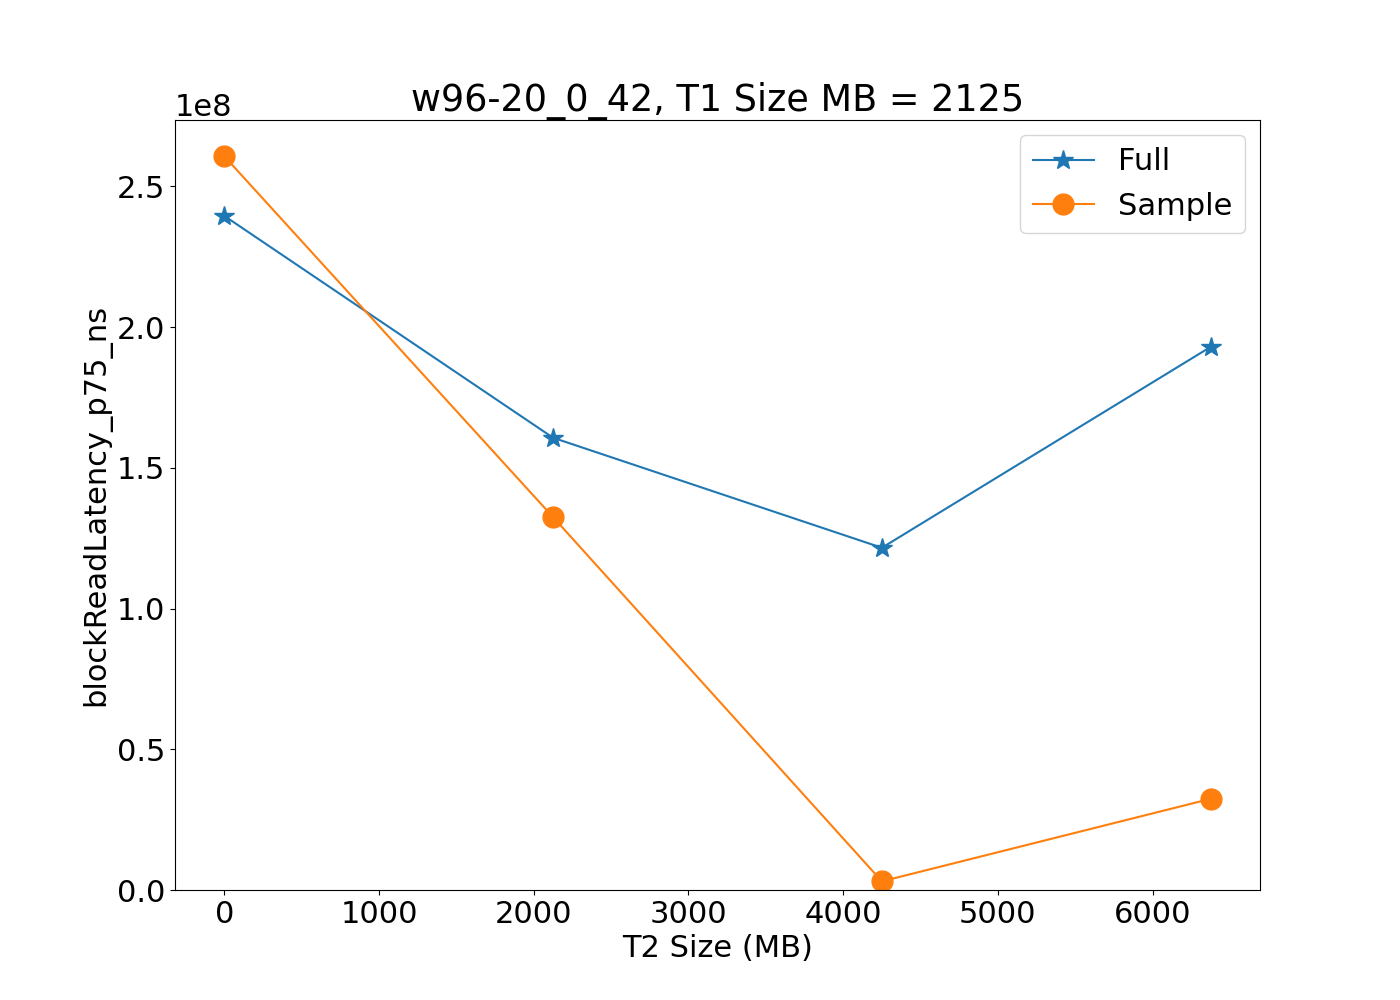 w96-20_0_42, T1 Size MB = 2125
1e8
Full
Sample
2.5
2.0
1.5
1.0
0.5
0.0
blockReadLatency_p75_ns
0 1000 2000 3000 4000 5000 6000
T2 Size (MB)